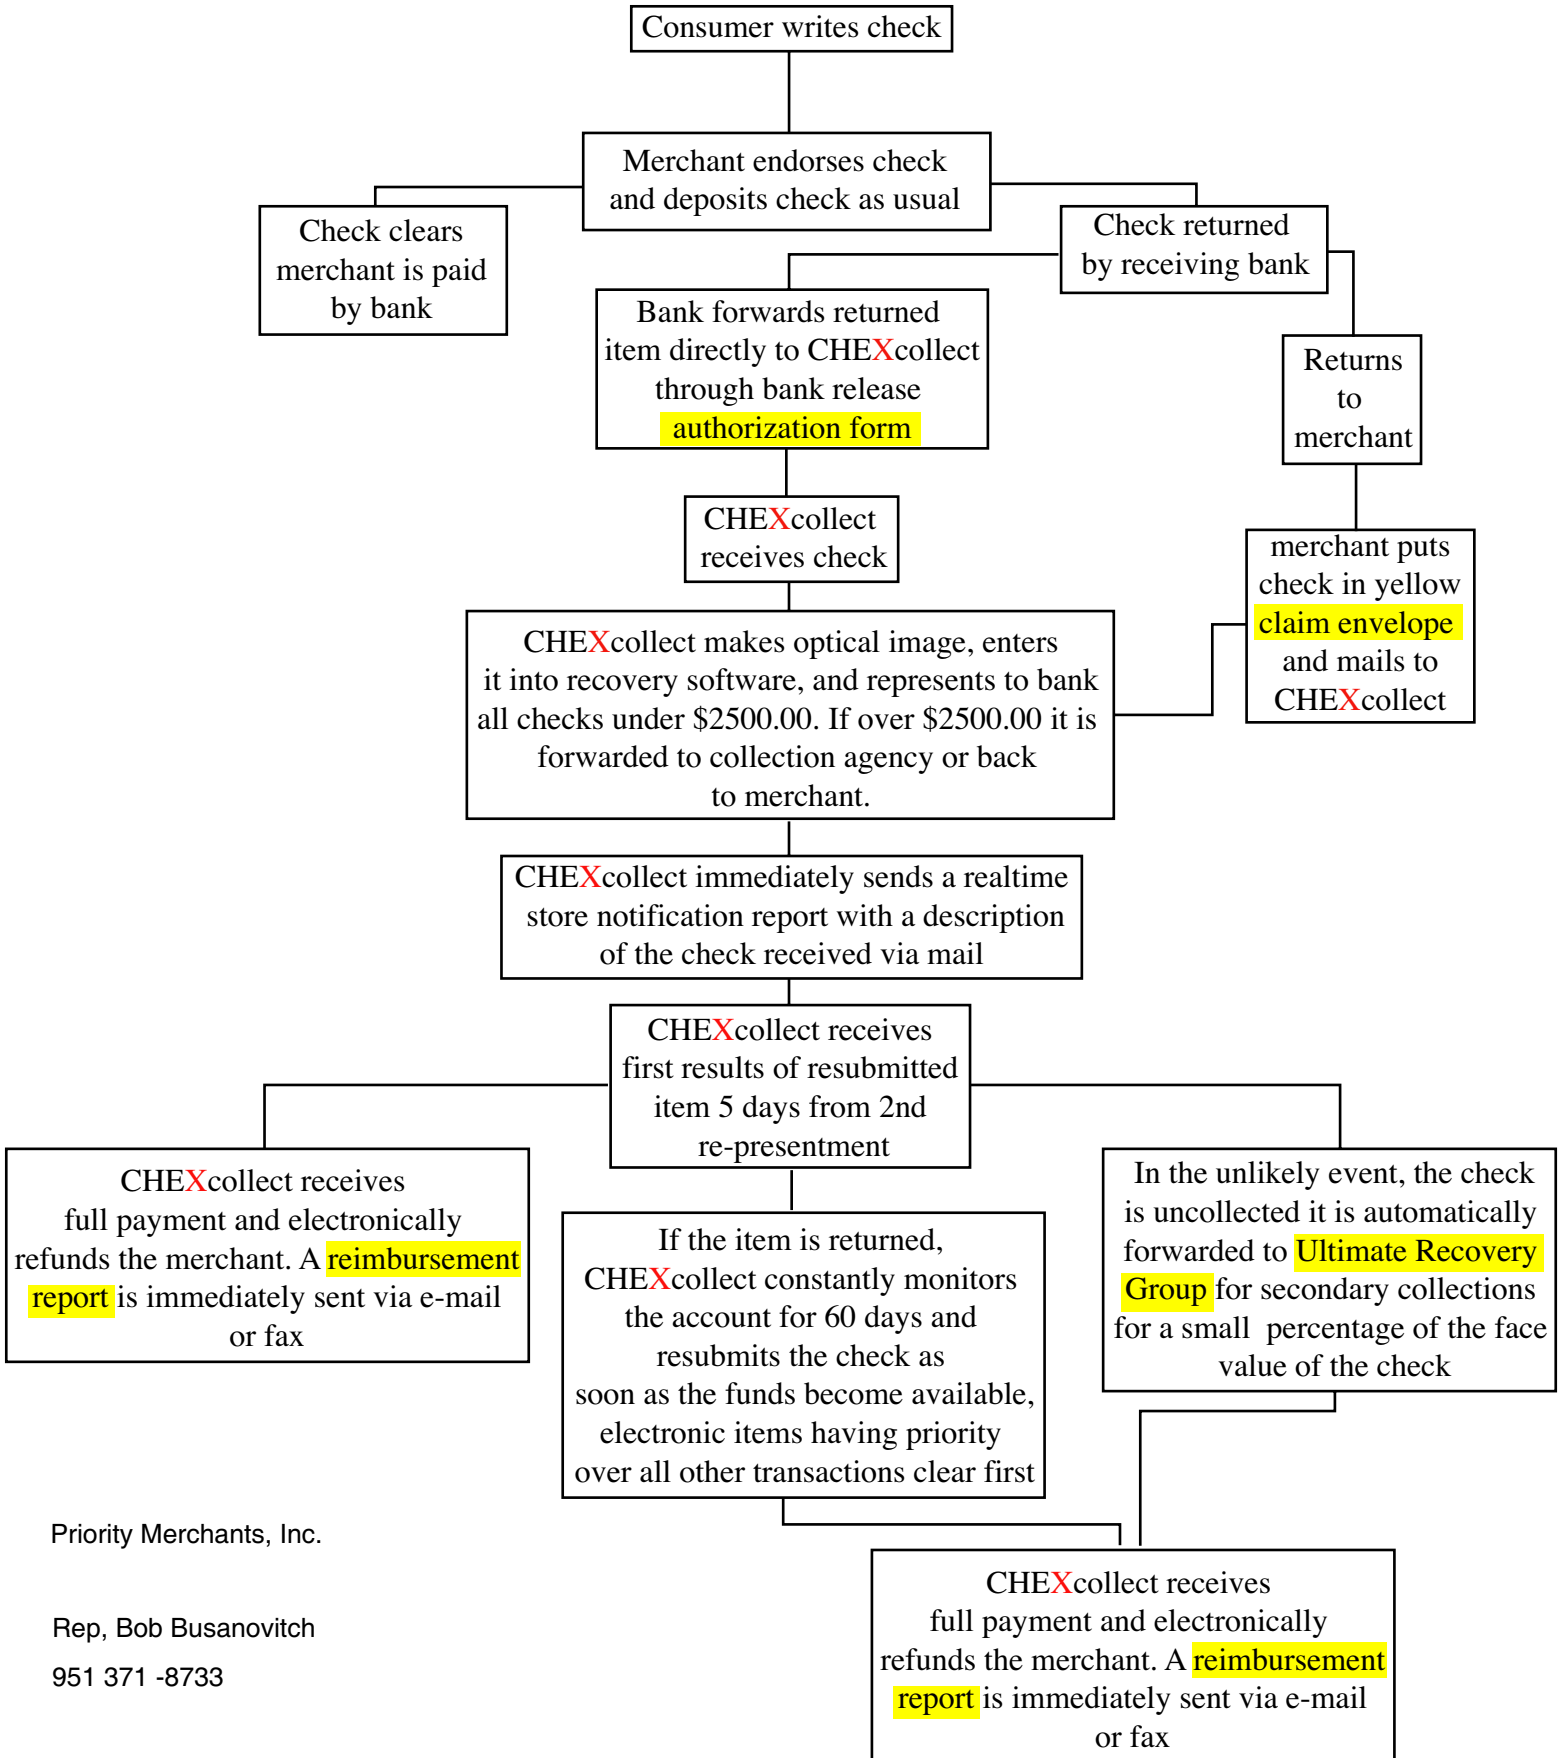 Consumer writes check
Merchant endorses check
and deposits check as usual
Check clears
merchant is paid
by bank
Check returned
by receiving bank
Bank forwards returned
item directly to CHEXcollect
through bank release
authorization form
Returns
to
merchant
CHEXcollect
receives check
merchant puts
check in yellow
claim envelope
and mails to
CHEXcollect
CHEXcollect makes optical image, enters
it into recovery software, and represents to bank
all checks under $2500.00. If over $2500.00 it is
forwarded to collection agency or back
to merchant.
CHEXcollect immediately sends a realtime
store notification report with a description
of the check received via mail
CHEXcollect receives
first results of resubmitted
item 5 days from 2nd
re-presentment
CHEXcollect receives
full payment and electronically
refunds the merchant. A reimbursement
report is immediately sent via e-mail
or fax
If the item is returned,
CHEXcollect constantly monitors
the account for 60 days and
resubmits the check as
soon as the funds become available,
electronic items having priority
over all other transactions clear first
In the unlikely event, the check
is uncollected it is automatically
forwarded to Ultimate Recovery
Group for secondary collections
for a small percentage of the face
value of the check
Priority Merchants, Inc.
Rep, Bob Busanovitch
951 371 -8733
CHEXcollect receives
full payment and electronically
refunds the merchant. A reimbursement
report is immediately sent via e-mail
or fax